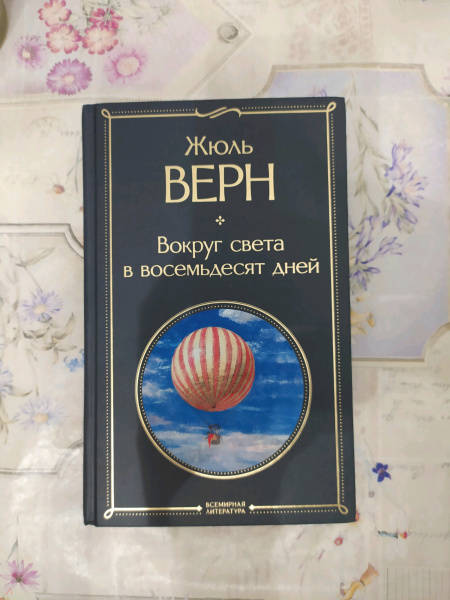 Жюль
ВЕРН
Вокруг света
в восемьдесят дней
ВСЕМИРНАЯ
ЛИТЕРАТУРА